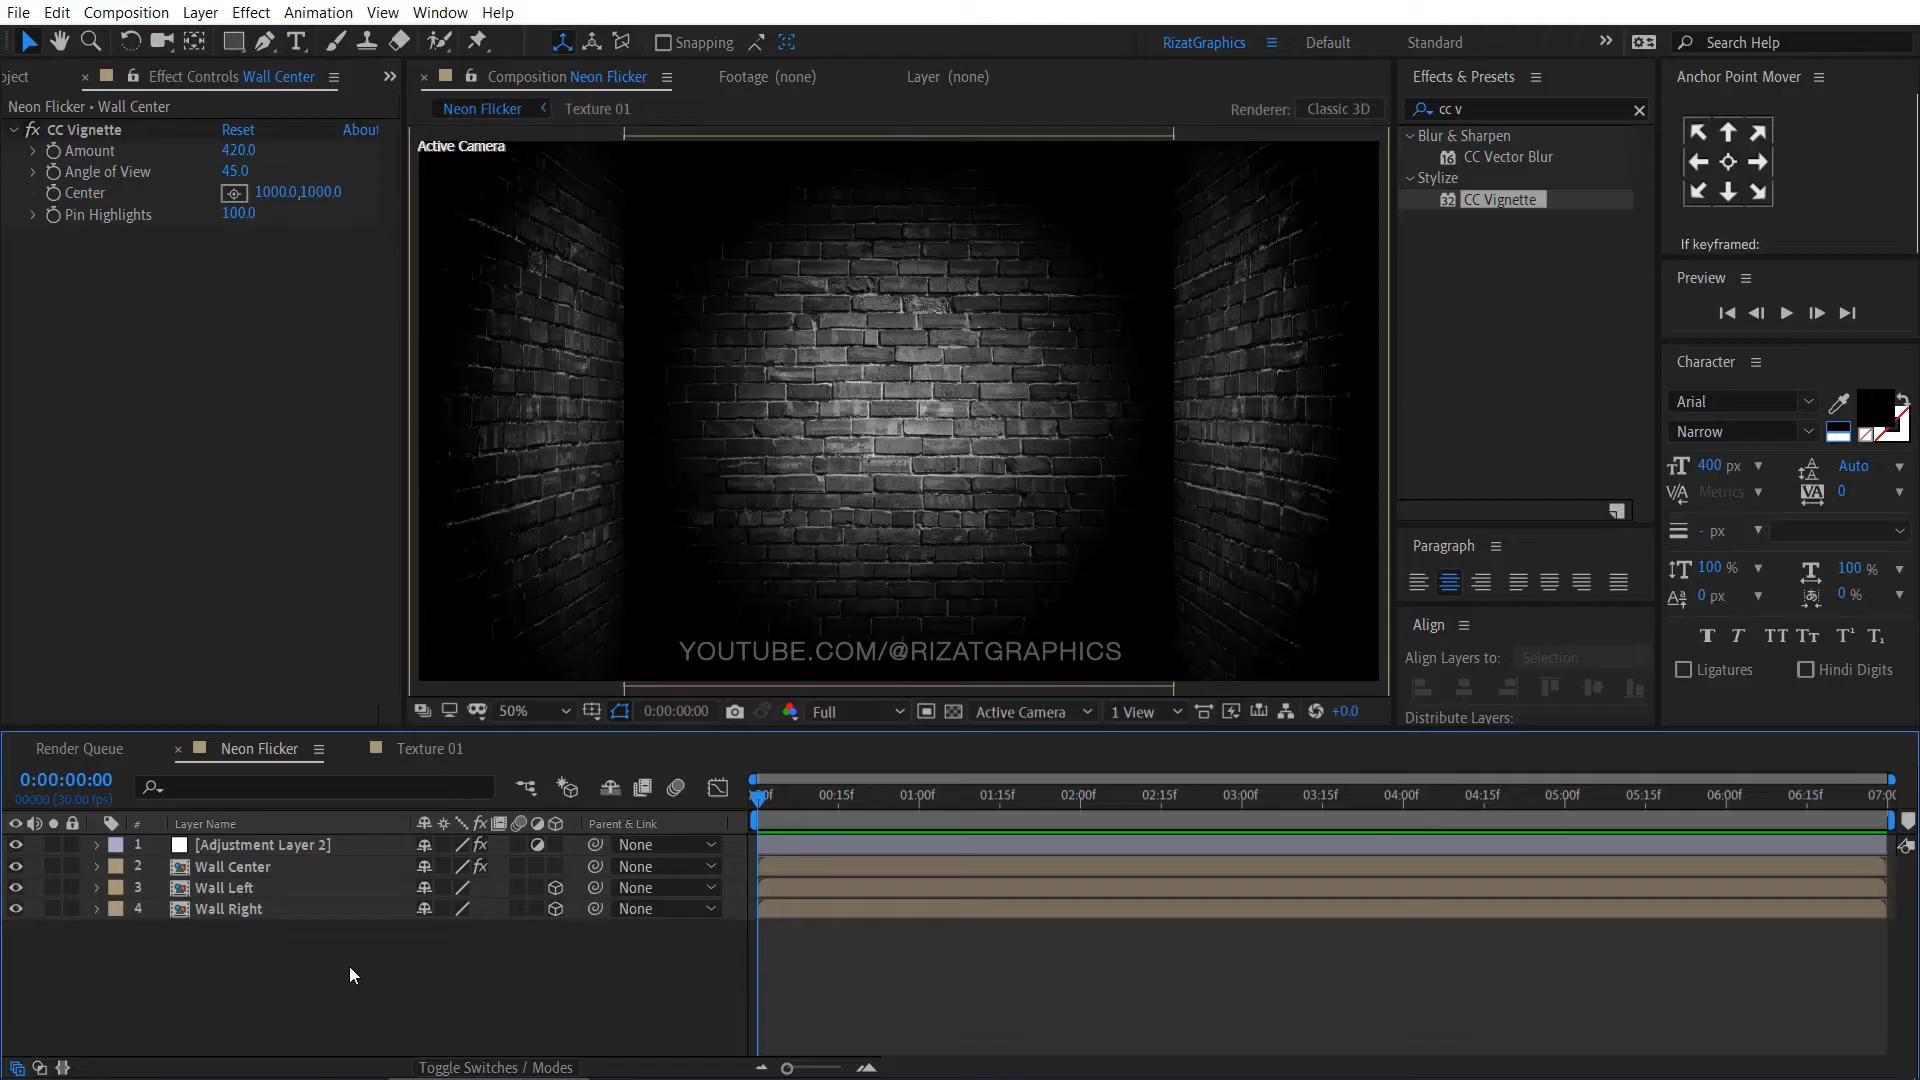 File Edit Composition Layer Effect Animation View Window Help
Snapping
RizatGraphics Default Standard Search Help
oject Effect Controls Wall Center
Neon Flicker • Wall Center
fx CC Vignette Reset About
Amount 420.0
Angle of View 45.0
Center 1000.0,1000.0
Pin Highlights 100.0
Composition Neon Flicker Footage (none) Layer (none)
Neon Flicker Texture 01 Renderer: Classic 3D
Active Camera
YOUTUBE.COM/@RIZATGRAPHICS
50% 0:00:00:00 Full Active Camera 1 View +0.0
Effects & Presets
cc v
Blur & Sharpen
16 CC Vector Blur
Stylize
32 CC Vignette
Paragraph
Align
Align Layers to: Selection
Distribute Layers:
Anchor Point Mover
If keyframed:
Preview
Character
Arial
Narrow
400 px Auto
Metrics 0
- px
100 % 100 %
0 px 0 %
Ligatures Hindi Digits
Render Queue Neon Flicker Texture 01
0:00:00:00
00000 (30.00 fps)
00f 00:15f 01:00f 01:15f 02:00f 02:15f 03:00f 03:15f 04:00f 04:15f 05:00f 05:15f 06:00f 06:15f 07:00
# Layer Name fx Parent & Link
1 [Adjustment Layer 2] fx None
2 Wall Center fx None
3 Wall Left None
4 Wall Right None
Toggle Switches / Modes